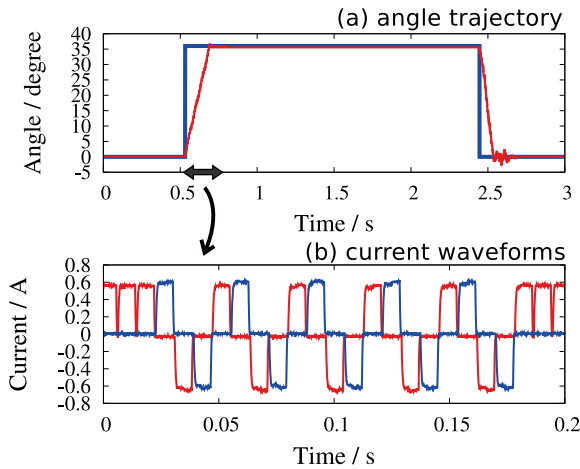 (a) angle trajectory
Angle / degree
40
35
30
25
20
15
10
5
0
-5
0 0.5 1 1.5 2 2.5 3
Time / s
(b) current waveforms
Current / A
0.8
0.6
0.4
0.2
0
-0.2
-0.4
-0.6
-0.8
0 0.05 0.1 0.15 0.2
Time / s